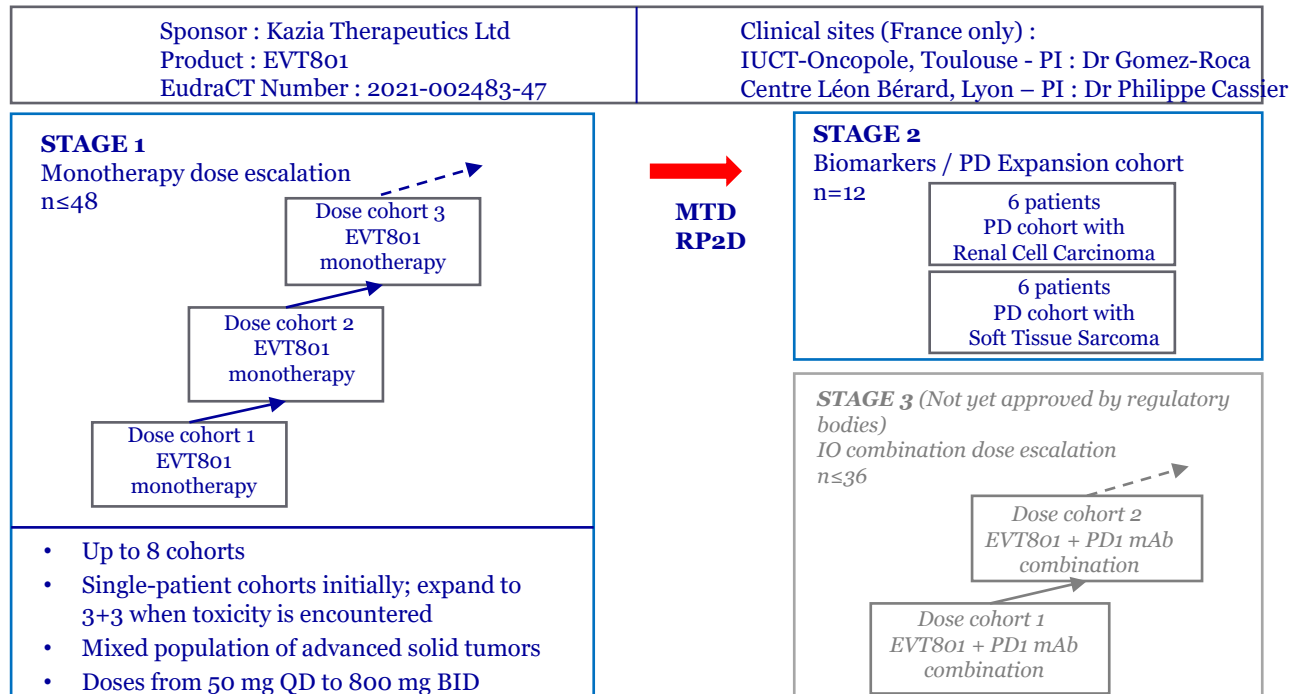 Sponsor : Kazia Therapeutics Ltd
Product : EVT801
EudraCT Number : 2021-002483-47
Clinical sites (France only) :
IUCT-Oncopole, Toulouse - PI : Dr Gomez-Roca
Centre Léon Bérard, Lyon – PI : Dr Philippe Cassier
STAGE 1
Monotherapy dose escalation
n≤48
Dose cohort 3
EVT801
monotherapy
Dose cohort 2
EVT801
monotherapy
Dose cohort 1
EVT801
monotherapy
• Up to 8 cohorts
• Single-patient cohorts initially; expand to
3+3 when toxicity is encountered
• Mixed population of advanced solid tumors
• Doses from 50 mg QD to 800 mg BID
MTD
RP2D
STAGE 2
Biomarkers / PD Expansion cohort
n=12
6 patients
PD cohort with
Renal Cell Carcinoma
6 patients
PD cohort with
Soft Tissue Sarcoma
STAGE 3 (Not yet approved by regulatory
bodies)
IO combination dose escalation
n≤36
Dose cohort 2
EVT801 + PD1 mAb
combination
Dose cohort 1
EVT801 + PD1 mAb
combination